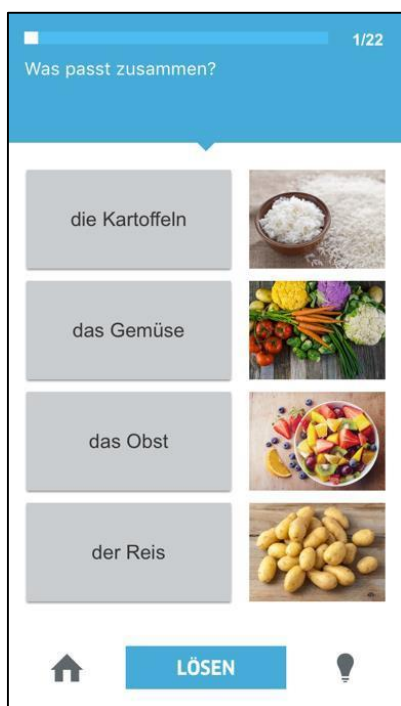 1/22
Was passt zusammen?
die Kartoffeln
das Gemüse
das Obst
der Reis
LÖSEN